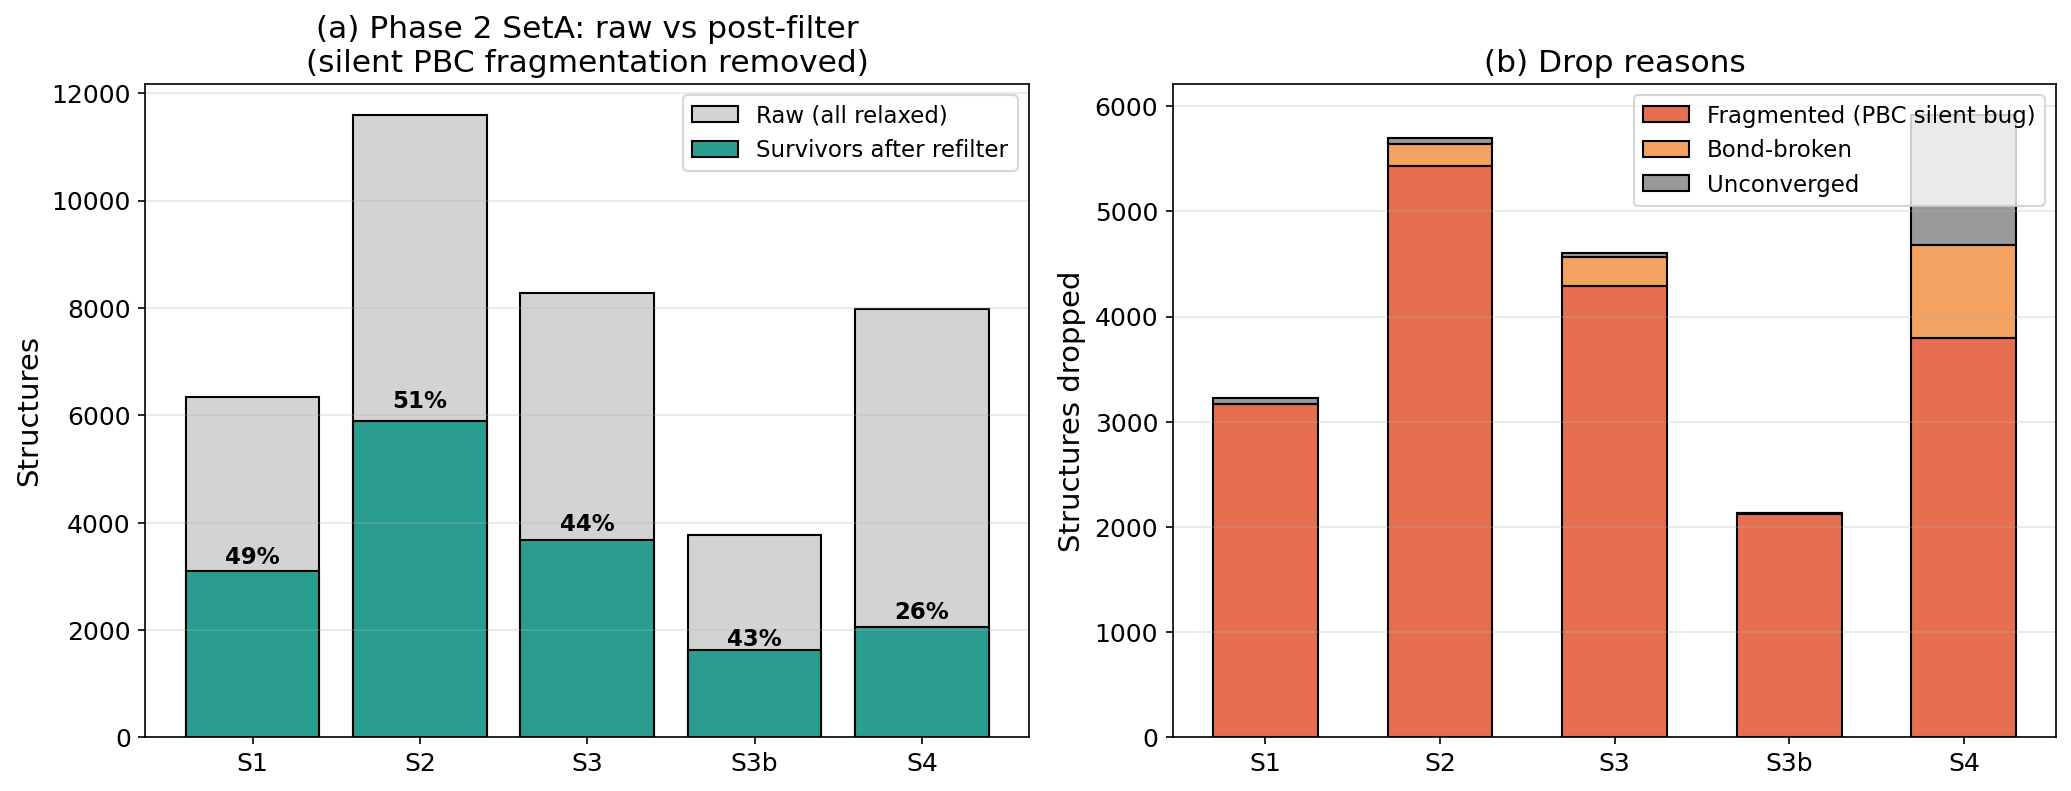 (a) Phase 2 SetA: raw vs post-filter
(silent PBC fragmentation removed)
Structures
12000
10000
8000
6000
4000
2000
0
Raw (all relaxed)
Survivors after refilter
49%
51%
44%
43%
26%
S1
S2
S3
S3b
S4
(b) Drop reasons
Structures dropped
6000
5000
4000
3000
2000
1000
0
Fragmented (PBC silent bug)
Bond-broken
Unconverged
S1
S2
S3
S3b
S4